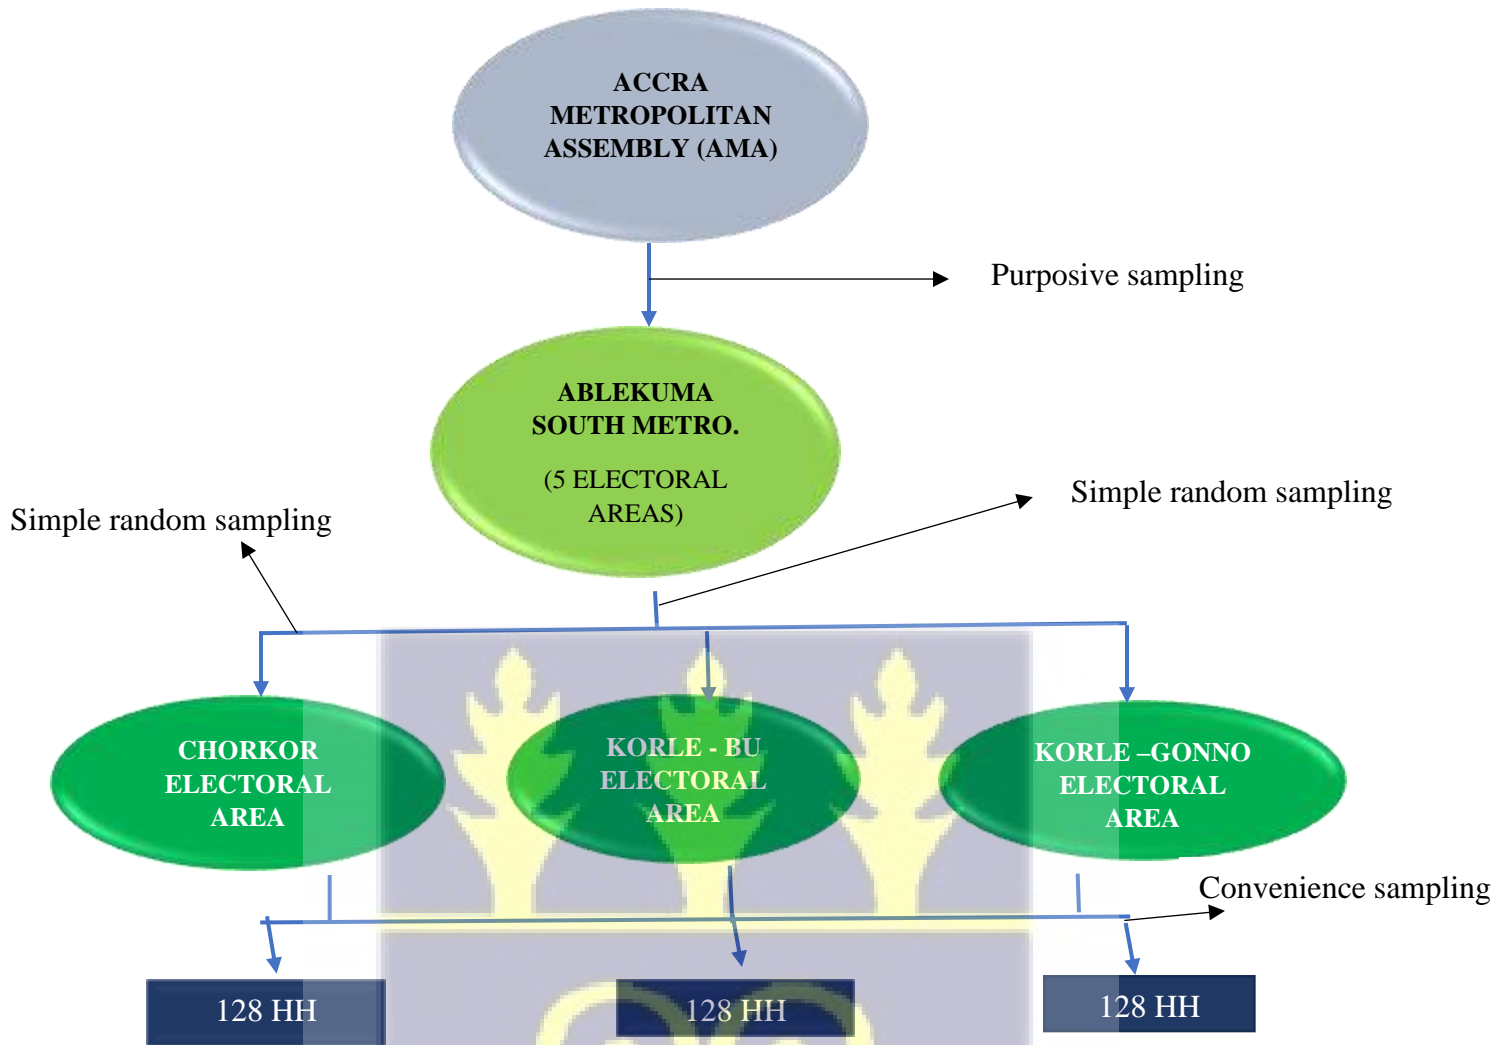 ACCRA
METROPOLITAN
ASSEMBLY (AMA)
Purposive sampling
ABLEKUMA
SOUTH METRO.
(5 ELECTORAL
AREAS)
Simple random sampling
Simple random sampling
CHORKOR
ELECTORAL
AREA
KORLE - BU
ELECTORAL
AREA
KORLE –GONNO
ELECTORAL
AREA
Convenience sampling
128 HH
128 HH
128 HH